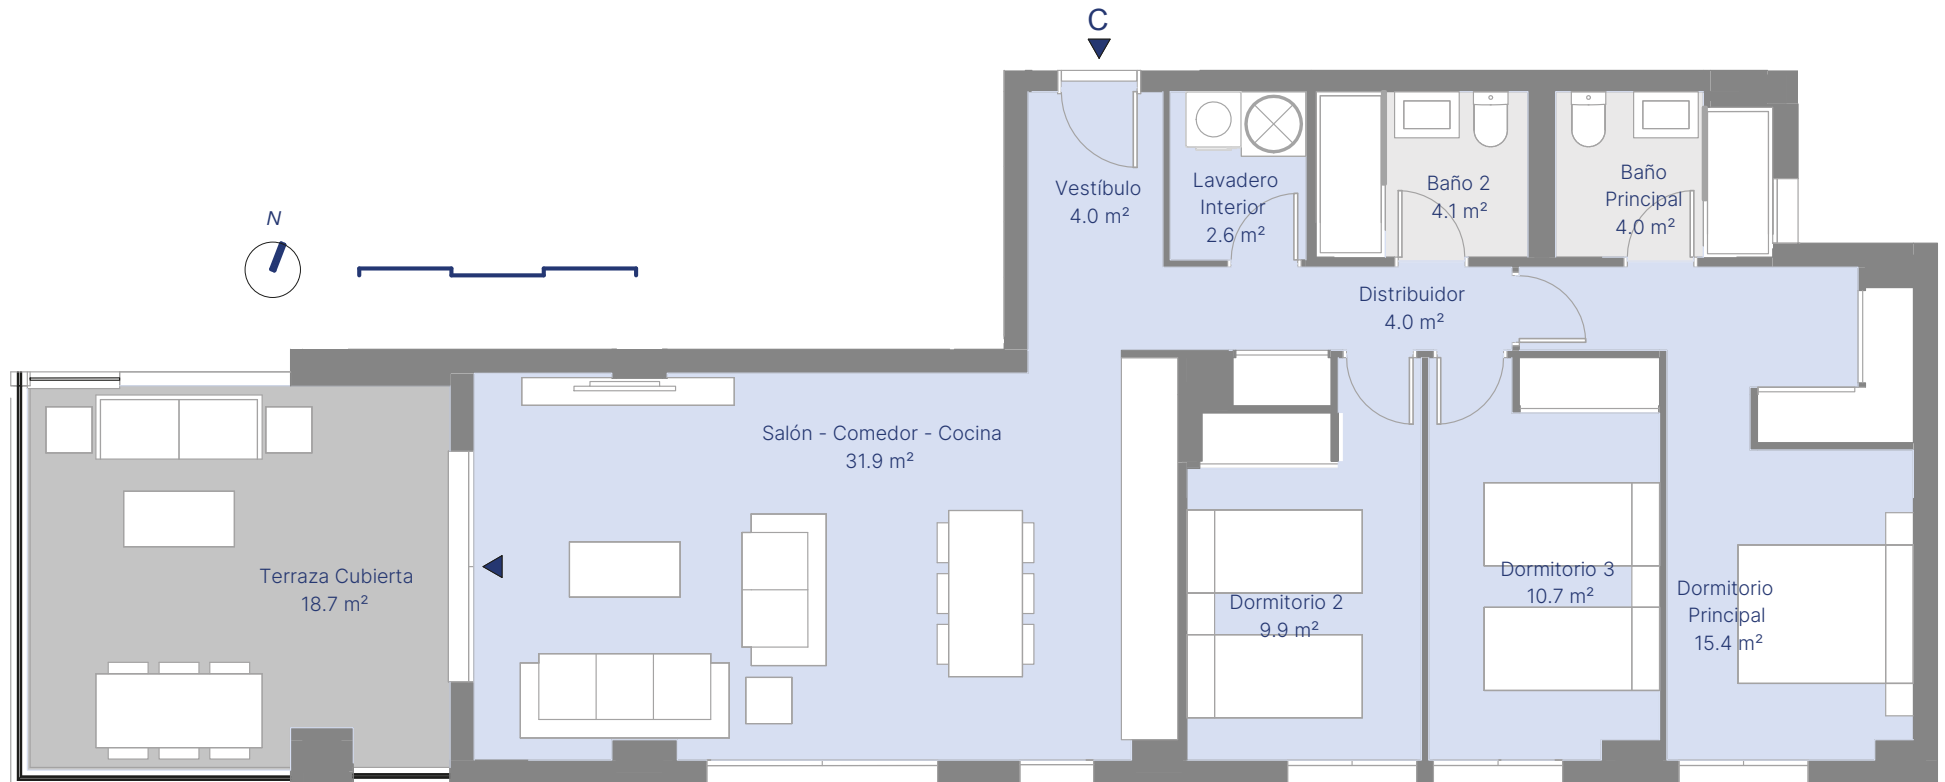 C
Vestíbulo
4.0 m²
Lavadero
Interior
2.6 m²
Baño 2
4.1 m²
Baño
Principal
4.0 m²
N
Distribuidor
4.0 m²
Salón - Comedor - Cocina
31.9 m²
Terraza Cubierta
18.7 m²
Dormitorio 2
9.9 m²
Dormitorio 3
10.7 m²
Dormitorio
Principal
15.4 m²